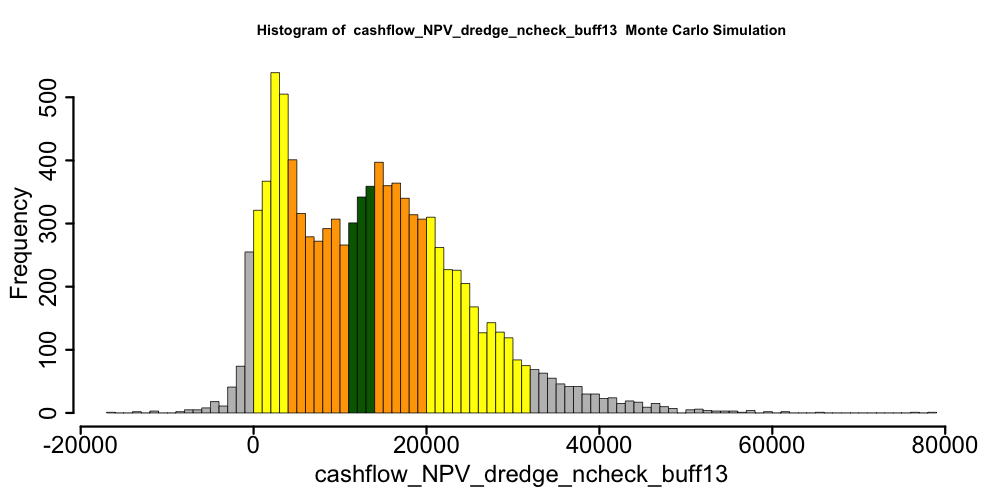 Histogram of  cashflow_NPV_dredge_ncheck_buff13  Monte Carlo Simulation
Frequency
500
400
300
200
100
0
-20000 0 20000 40000 60000 80000
cashflow_NPV_dredge_ncheck_buff13